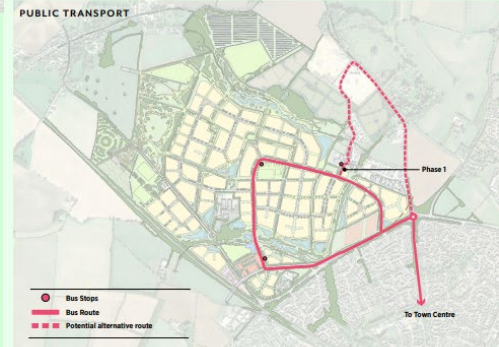 PUBLIC TRANSPORT
Phase 1
To Town Centre
Bus Stops
Bus Route
Potential alternative route